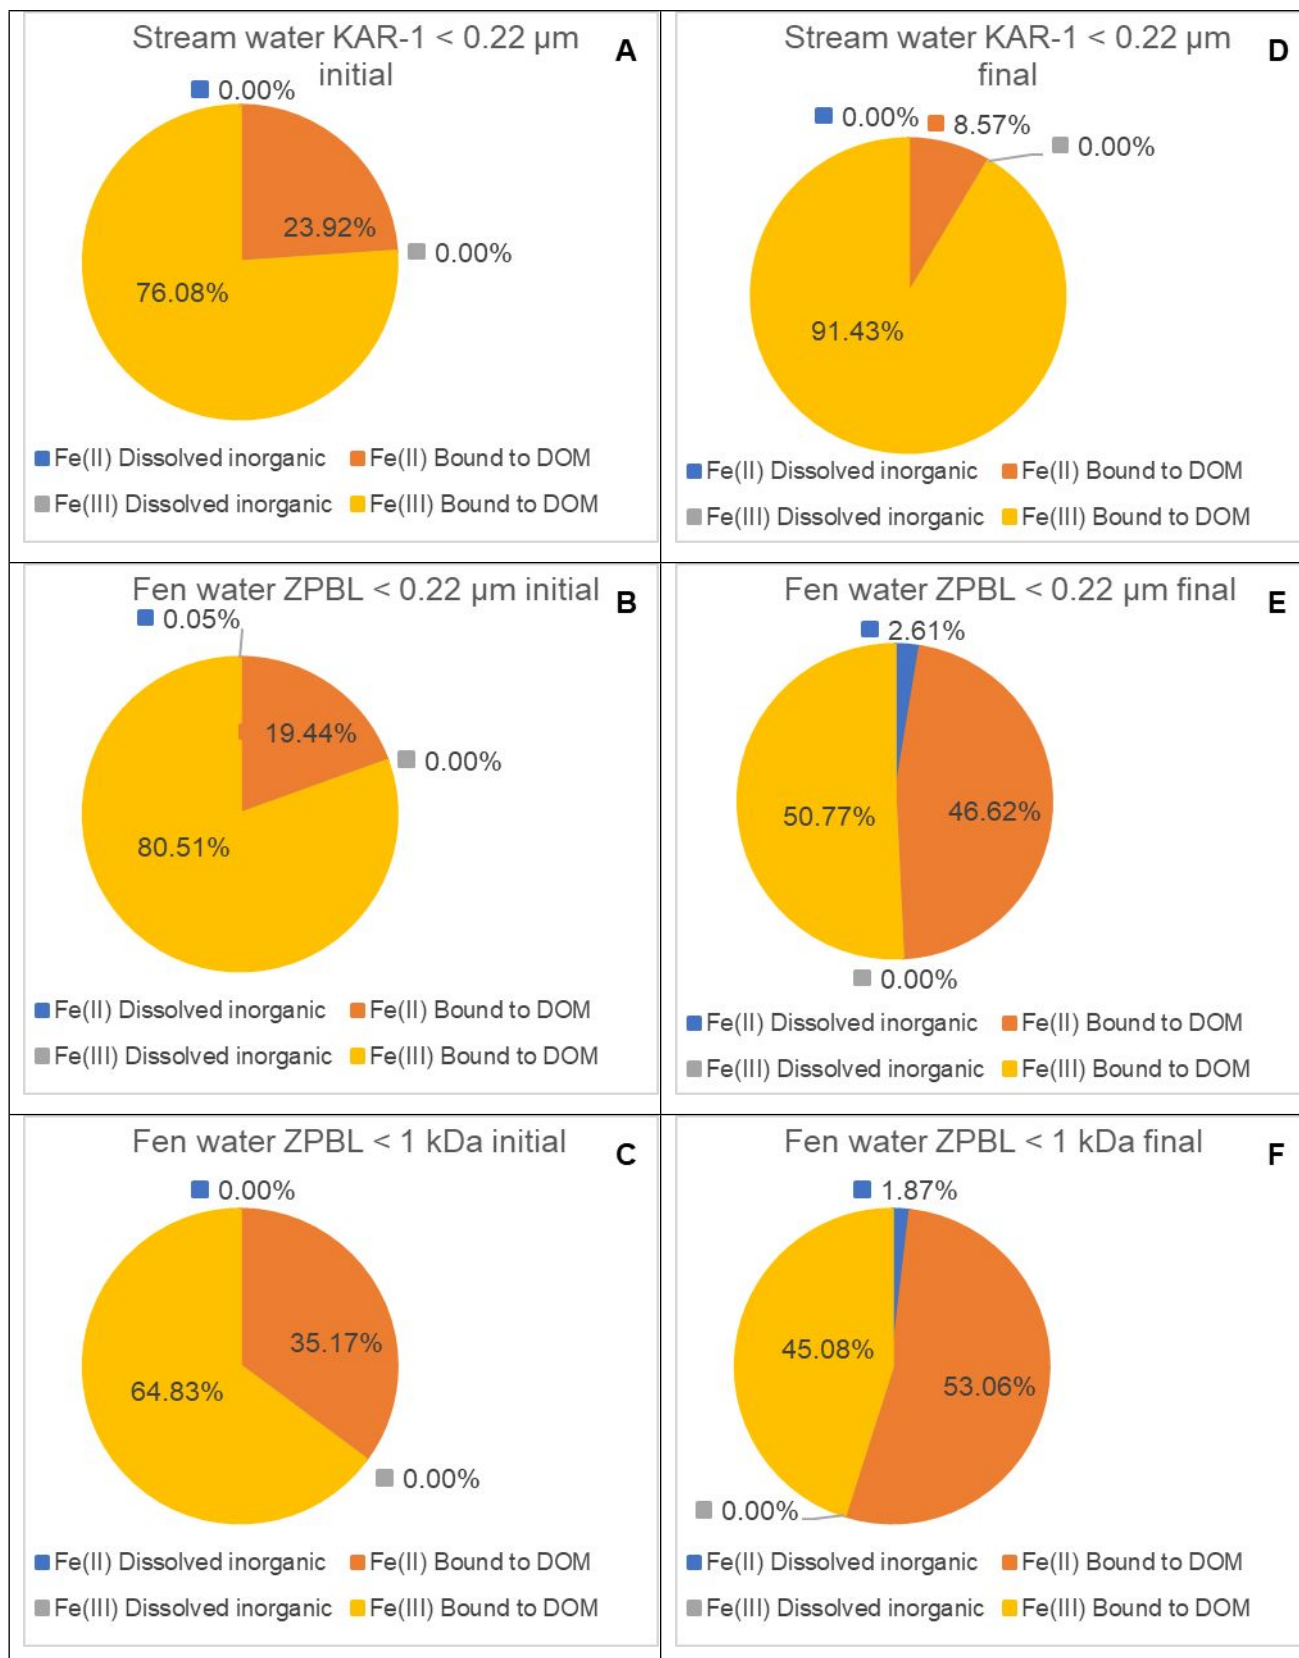 Stream water KAR-1 < 0.22 µm
initial
A
0.00%
23.92%
0.00%
76.08%
Fe(II) Dissolved inorganic Fe(II) Bound to DOM
Fe(III) Dissolved inorganic Fe(III) Bound to DOM
Stream water KAR-1 < 0.22 µm
final
D
0.00% 8.57%
0.00%
91.43%
Fe(II) Dissolved inorganic Fe(II) Bound to DOM
Fe(III) Dissolved inorganic Fe(III) Bound to DOM
Fen water ZPBL < 0.22 µm initial
B
0.05%
19.44%
0.00%
80.51%
Fe(II) Dissolved inorganic Fe(II) Bound to DOM
Fe(III) Dissolved inorganic Fe(III) Bound to DOM
Fen water ZPBL < 0.22 µm final
E
2.61%
50.77% 46.62%
0.00%
Fe(II) Dissolved inorganic Fe(II) Bound to DOM
Fe(III) Dissolved inorganic Fe(III) Bound to DOM
Fen water ZPBL < 1 kDa initial
C
0.00%
35.17%
64.83%
0.00%
Fe(II) Dissolved inorganic Fe(II) Bound to DOM
Fe(III) Dissolved inorganic Fe(III) Bound to DOM
Fen water ZPBL < 1 kDa final
F
1.87%
45.08%
53.06%
0.00%
Fe(II) Dissolved inorganic Fe(II) Bound to DOM
Fe(III) Dissolved inorganic Fe(III) Bound to DOM